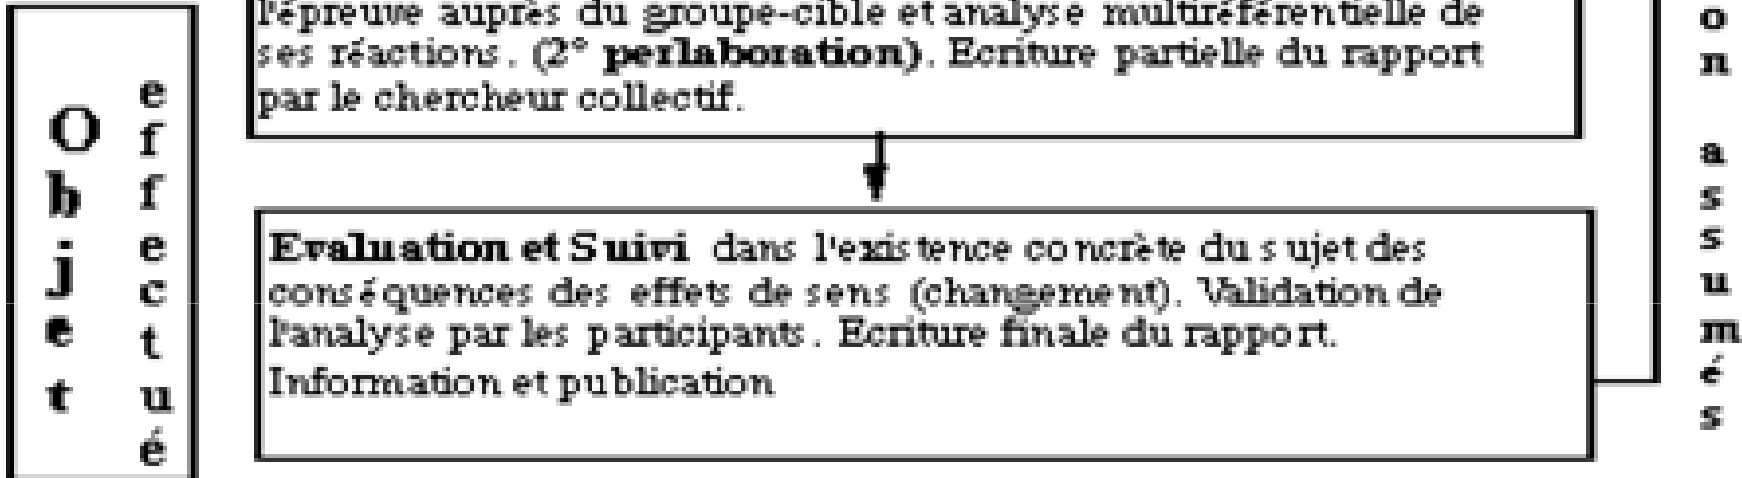 Objet
effectué
l'épreuve auprès du groupe-cible et analyse multiréférentielle de
ses réactions. (2° perlaboration). Ecriture partielle du rapport
par le chercheur collectif.
Evaluation et Suivi dans l'existence concrète du sujet des
conséquences des effets de sens (changement). Validation de
l'analyse par les participants. Ecriture finale du rapport.
Information et publication
on assumés